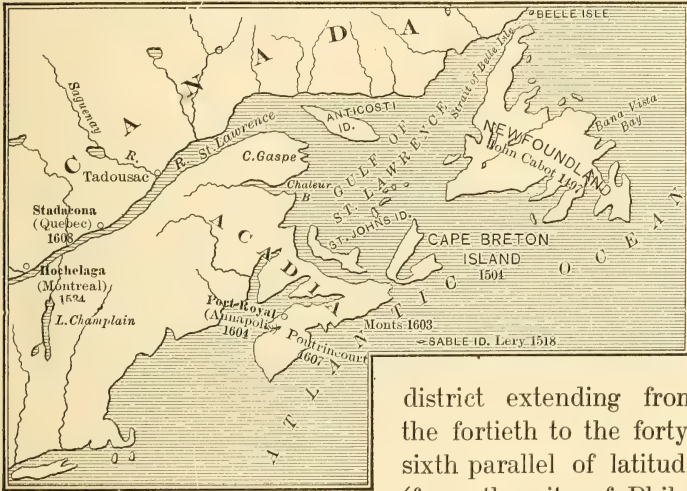 BELLE ISLE
CANADA
Strait of Belle Isle
Saguenay
R.
ANTICOSTI
ID.
R. St. Lawrence
Bana Vista
Bay
NEWFOUNDLAND
John Cabot 1497
C. Gaspe
GULF OF
ST. LAWRENCE
Tadousac
Chaleur
B
Stadacona
(Quebec)
1608
ST. JOHNS ID.
ACADIA
CAPE BRETON
ISLAND
1504
ATLANTIC OCEAN
Hochelaga
(Montreal)
L. Champlain
Port Royal
(Annapolis)
1604
Monts 1603
Poutrincourt
1607
SABLE ID. Lery 1518
district extending from
the fortieth to the forty
sixth parallel of latitud